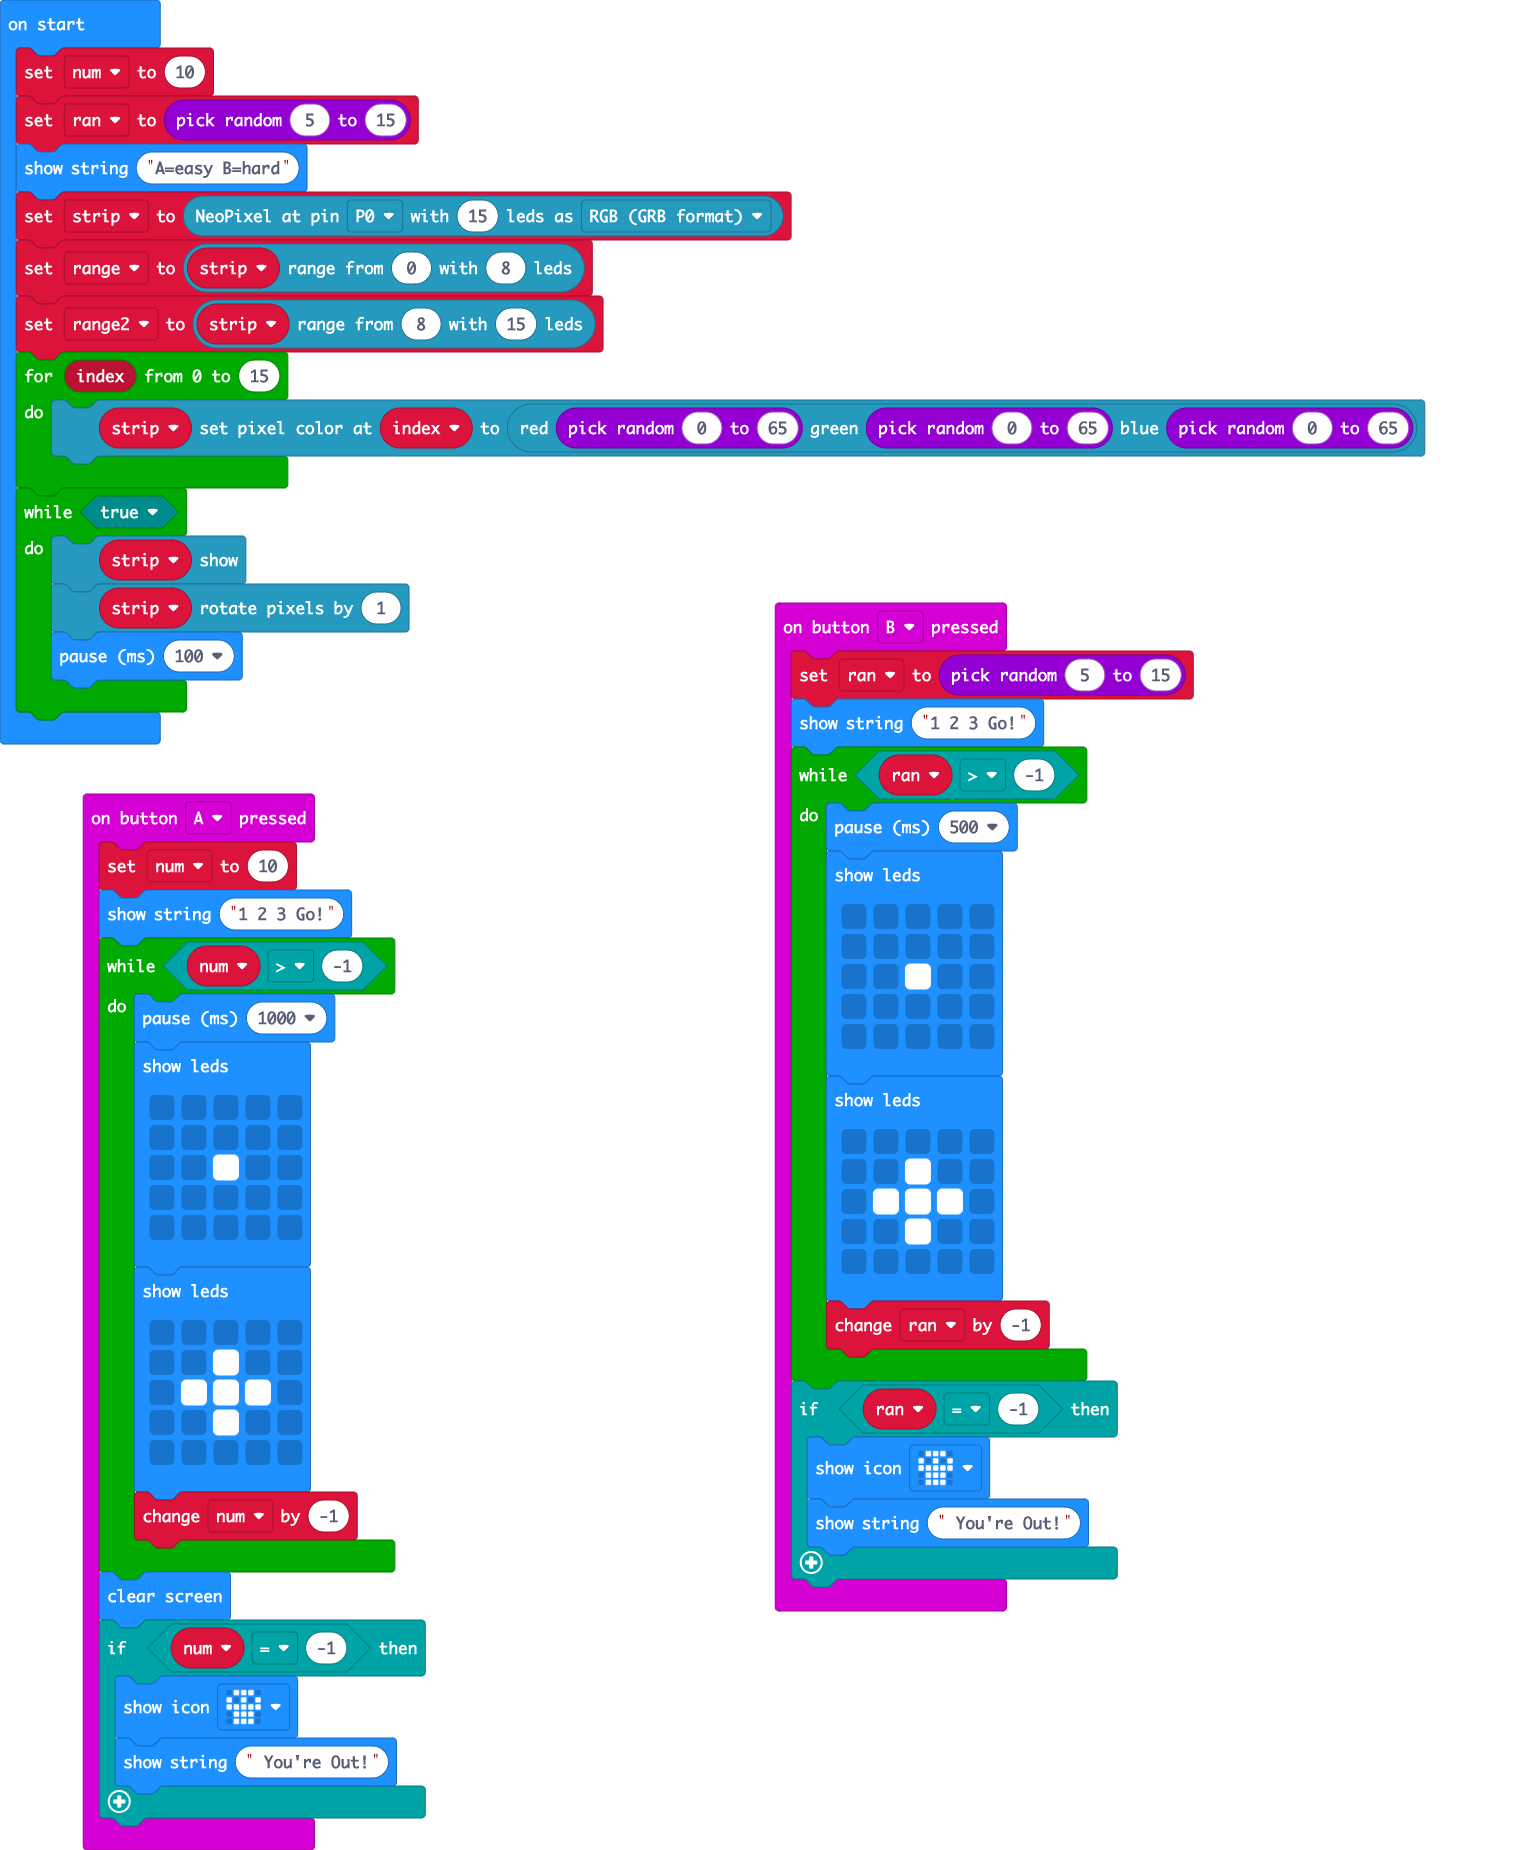 on start
set num to 10
set ran to pick random 5 to 15
show string "A=easy B=hard"
set strip to NeoPixel at pin P0 with 15 leds as RGB (GRB format)
set range to strip range from 0 with 8 leds
set range2 to strip range from 8 with 15 leds
for index from 0 to 15
do strip set pixel color at index to red pick random 0 to 65 green pick random 0 to 65 blue pick random 0 to 65
while true
do strip show
strip rotate pixels by 1
pause (ms) 100
on button A pressed
set num to 10
show string "1 2 3 Go!"
while num > -1
do pause (ms) 1000
show leds
show leds
change num by -1
clear screen
if num = -1 then
show icon
show string " You're Out!"
on button B pressed
set ran to pick random 5 to 15
show string "1 2 3 Go!"
while ran > -1
do pause (ms) 500
show leds
show leds
change ran by -1
if ran = -1 then
show icon
show string " You're Out!"